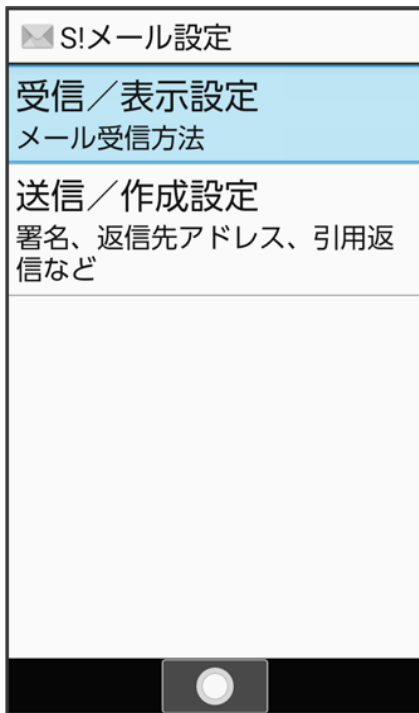 S!メール設定
受信／表示設定
メール受信方法
送信／作成設定
署名、返信先アドレス、引用返
信など